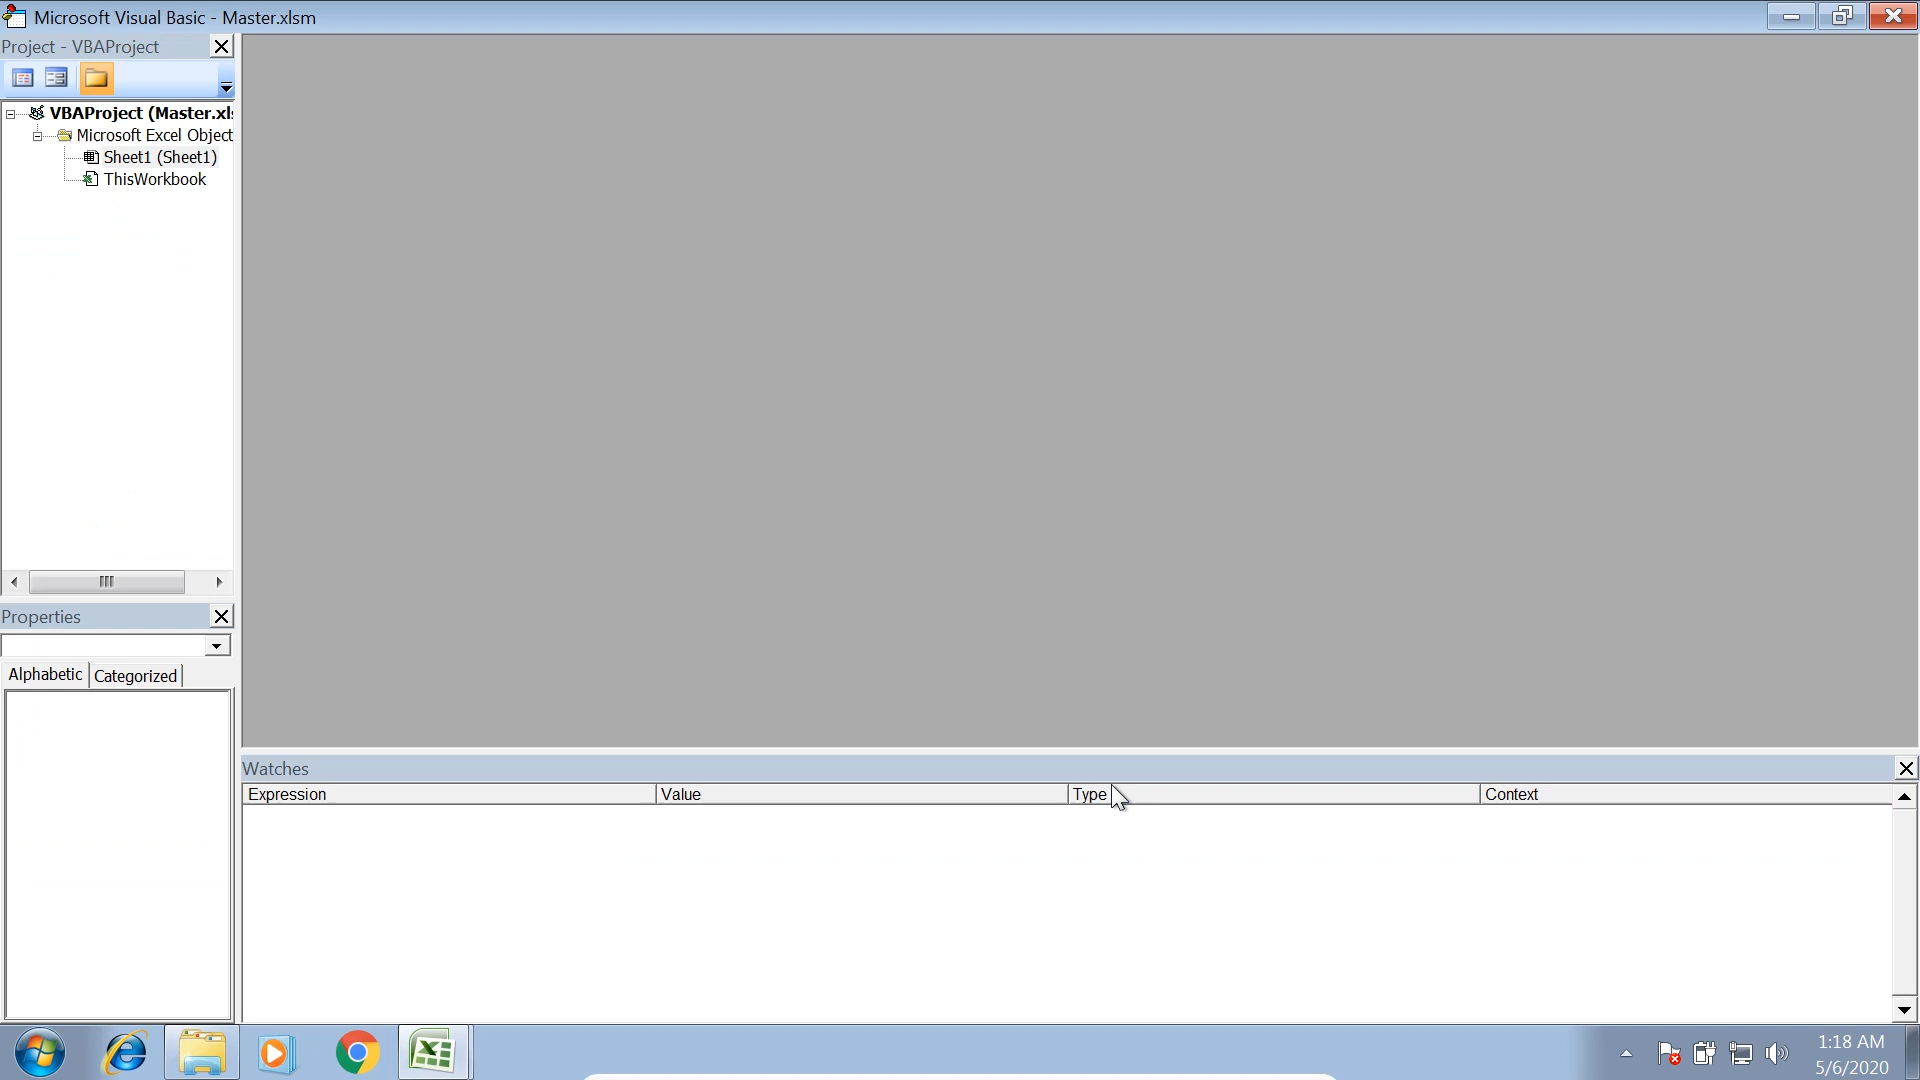 Microsoft Visual Basic - Master.xlsm
Project - VBAProject
VBAProject (Master.xl
Microsoft Excel Object
Sheet1 (Sheet1)
ThisWorkbook
Properties
Alphabetic
Categorized
Watches
Expression
Value
Type
Context
1:18 AM
5/6/2020